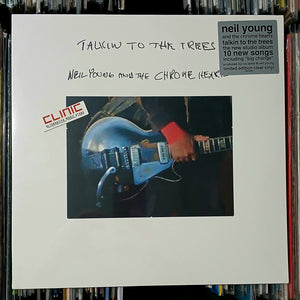 TALKIN TO THA TREES
NEIL YOUNG AND THE CHROME HEAR
neil young
and the chrome hearts
talkin to the trees
the new studio album
10 new songs
including "big change"
limited edition clear vinyl
CLINIC